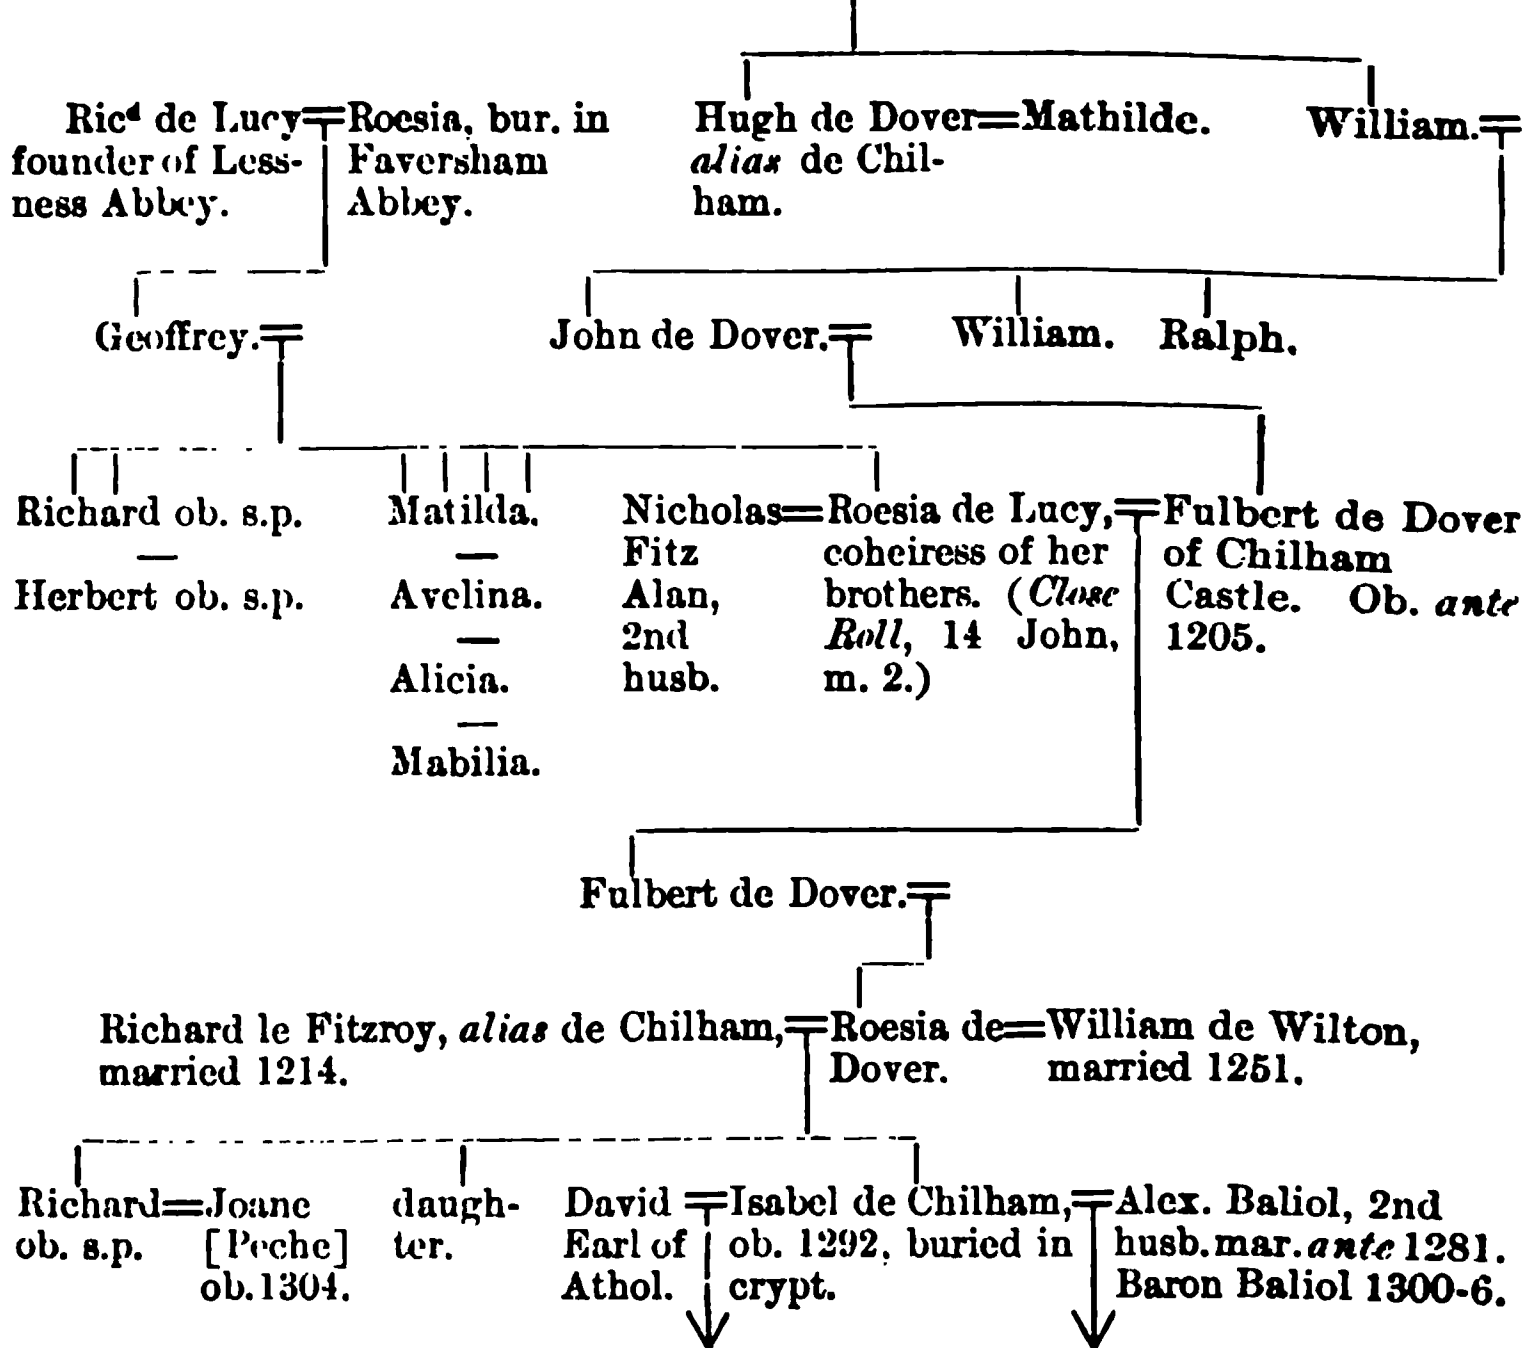 Ricᵈ de Lucy=Roesia, bur. in
founder of Less-
ness Abbey.
Faversham
Abbey.
Hugh de Dover=Mathilde.
alias de Chil-
ham.
William.=
Geoffrey.=
John de Dover.=
William.
Ralph.
Richard ob. s.p.
—
Herbert ob. s.p.
Matilda.
—
Avelina.
—
Alicia.
—
Mabilia.
Nicholas=Roesia de Lucy,=Fulbert de Dover
Fitz
Alan,
2nd
husb.
coheiress of her
brothers. (Close
Roll, 14 John,
m. 2.)
of Chilham
Castle. Ob. ante
1205.
Fulbert de Dover.=
Richard le Fitzroy, alias de Chilham,=Roesia de=William de Wilton,
married 1214.
Dover.
married 1251.
Richard=Joane
ob. s.p.
[Peche]
ob. 1304.
daugh-
ter.
David=Isabel de Chilham,=Alex. Baliol, 2nd
Earl of
Athol.
ob. 1292, buried in
crypt.
husb. mar. ante 1281.
Baron Baliol 1300-6.